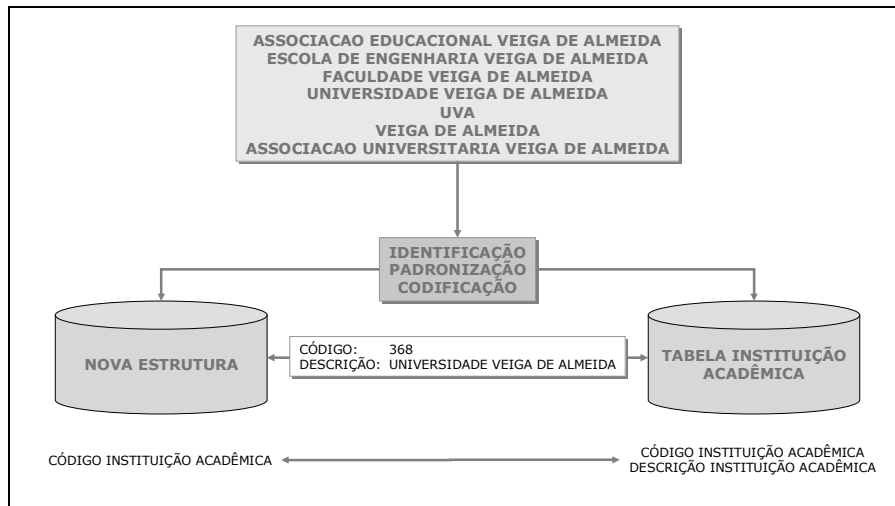 ASSOCIACAO EDUCACIONAL VEIGA DE ALMEIDA
ESCOLA DE ENGENHARIA VEIGA DE ALMEIDA
FACULDADE VEIGA DE ALMEIDA
UNIVERSIDADE VEIGA DE ALMEIDA
UVA
VEIGA DE ALMEIDA
ASSOCIACAO UNIVERSITARIA VEIGA DE ALMEIDA
IDENTIFICAÇÃO
PADRONIZAÇÃO
CODIFICAÇÃO
NOVA ESTRUTURA
CÓDIGO: 368
DESCRIÇÃO: UNIVERSIDADE VEIGA DE ALMEIDA
TABELA INSTITUIÇÃO
ACADÊMICA
CÓDIGO INSTITUIÇÃO ACADÊMICA
CÓDIGO INSTITUIÇÃO ACADÊMICA
DESCRIÇÃO INSTITUIÇÃO ACADÊMICA